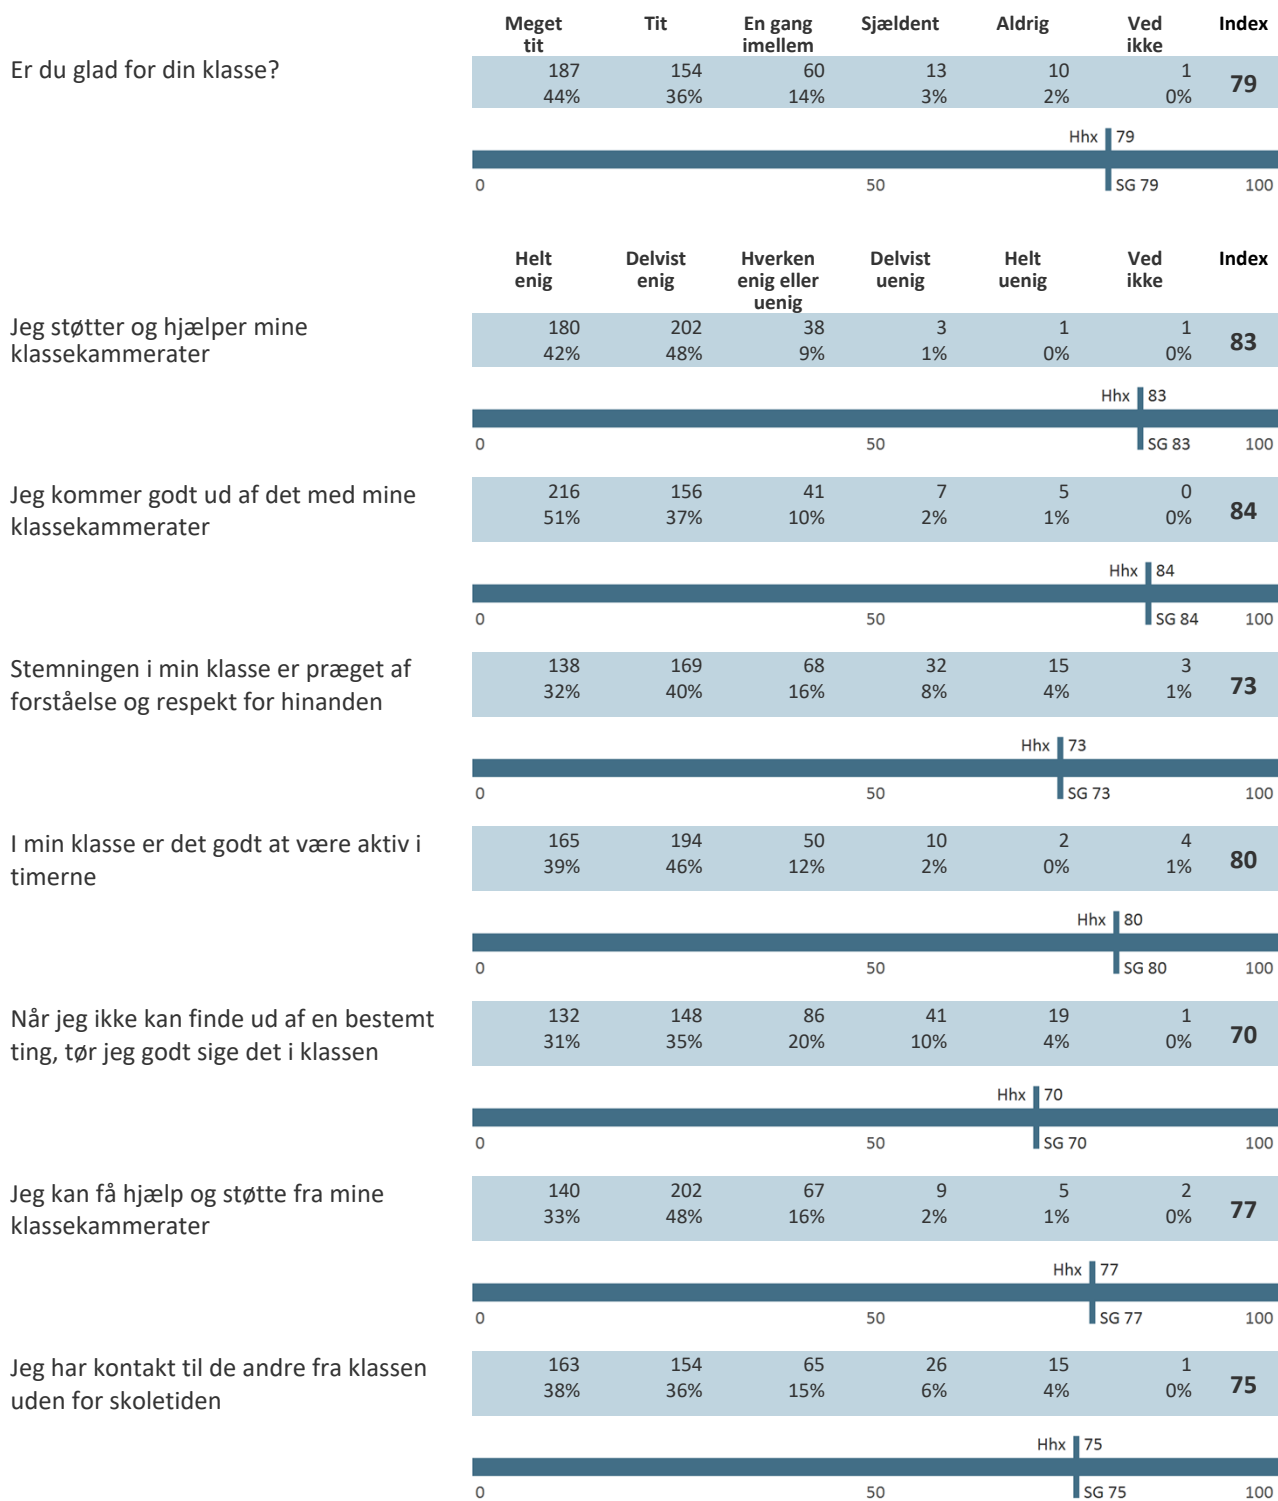 Meget Tit En gang Sjældent Aldrig Ved Index
tit imellem ikke
Er du glad for din klasse? 187 154 60 13 10 1 79
44% 36% 14% 3% 2% 0%
Hhx 79
0 50 SG 79 100
Helt Delvist Hverken Delvist Helt Ved Index
enig enig enig eller uenig uenig ikke
uenig
Jeg støtter og hjælper mine 180 202 38 3 1 1 83
klassekammerater 42% 48% 9% 1% 0% 0%
Hhx 83
0 50 SG 83 100
Jeg kommer godt ud af det med mine 216 156 41 7 5 0 84
klassekammerater 51% 37% 10% 2% 1% 0%
Hhx 84
0 50 SG 84 100
Stemningen i min klasse er præget af 138 169 68 32 15 3 73
forståelse og respekt for hinanden 32% 40% 16% 8% 4% 1%
Hhx 73
0 50 SG 73 100
I min klasse er det godt at være aktiv i 165 194 50 10 2 4 80
timerne 39% 46% 12% 2% 0% 1%
Hhx 80
0 50 SG 80 100
Når jeg ikke kan finde ud af en bestemt 132 148 86 41 19 1 70
ting, tør jeg godt sige det i klassen 31% 35% 20% 10% 4% 0%
Hhx 70
0 50 SG 70 100
Jeg kan få hjælp og støtte fra mine 140 202 67 9 5 2 77
klassekammerater 33% 48% 16% 2% 1% 0%
Hhx 77
0 50 SG 77 100
Jeg har kontakt til de andre fra klassen 163 154 65 26 15 1 75
uden for skoletiden 38% 36% 15% 6% 4% 0%
Hhx 75
0 50 SG 75 100